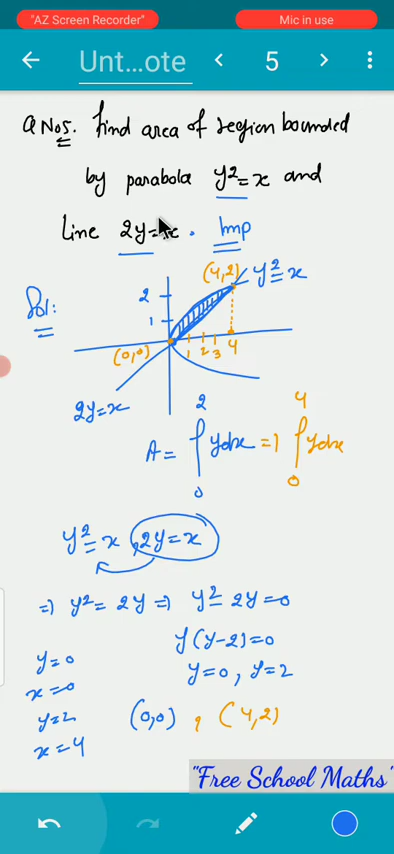 "AZ Screen Recorder"
Mic in use
Unt...ote
5
Q No5. Find area of region bounded
by parabola y²=x and
Line 2y=x. Imp
Sol:
(4,2) y²=x
2
1
(0,0) 1 2 3 4
2y=x
A = ∫₀² ydx => ∫₀⁴ ydx
y²=x, 2y=x
=> y²=2y => y²-2y=0
y(y-2)=0
y=0
y=0, y=2
x=0
y=2
(0,0), (4,2)
x=4
"Free School Maths"